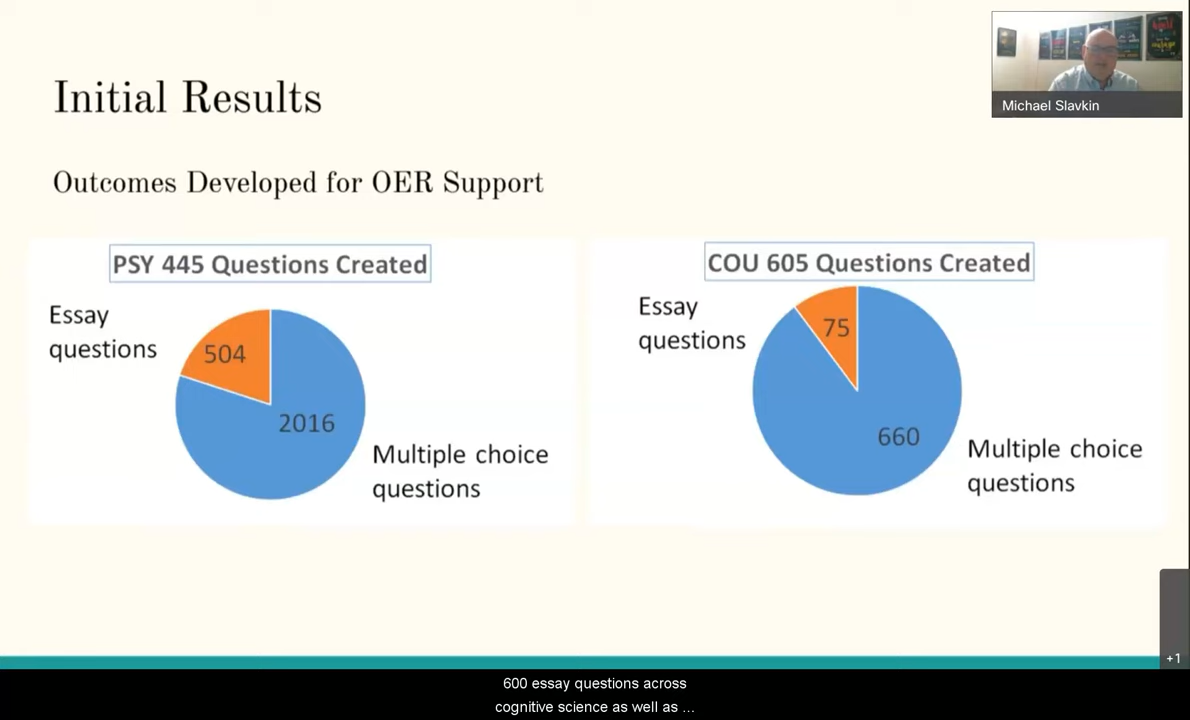 Initial Results
Outcomes Developed for OER Support
PSY 445 Questions Created
Essay
questions
504
2016
Multiple choice
questions
COU 605 Questions Created
Essay
questions
75
660
Multiple choice
questions
Michael Slavkin
+1
600 essay questions across
cognitive science as well as ...